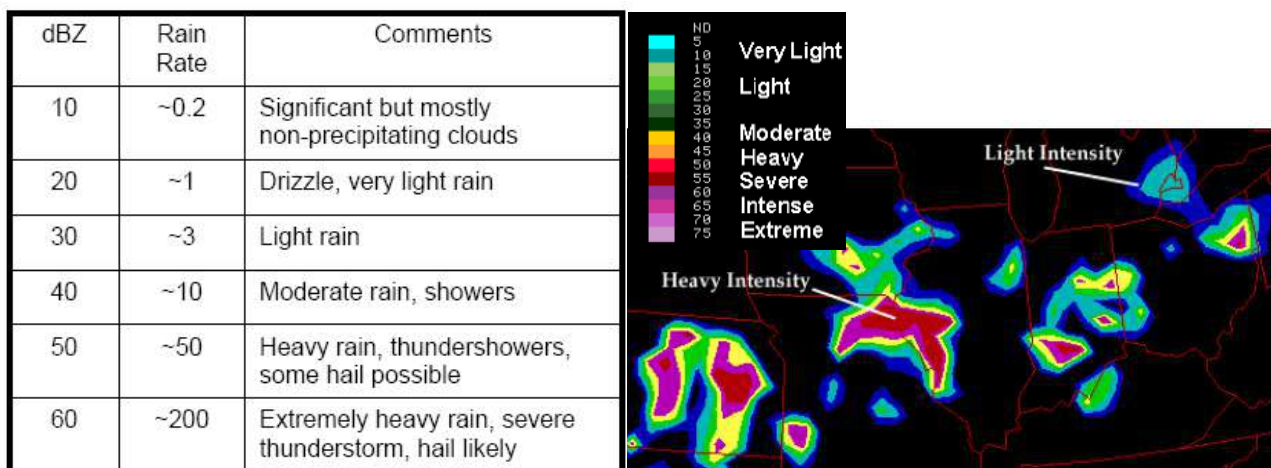 dBZ
Rain
Rate
Comments
10
~0.2
Significant but mostly
non-precipitating clouds
20
~1
Drizzle, very light rain
30
~3
Light rain
40
~10
Moderate rain, showers
50
~50
Heavy rain, thundershowers,
some hail possible
60
~200
Extremely heavy rain, severe
thunderstorm, hail likely
ND
5
10
15
20
25
30
35
40
45
50
55
60
65
70
75
Very Light
Light
Moderate
Heavy
Severe
Intense
Extreme
Light Intensity
Heavy Intensity